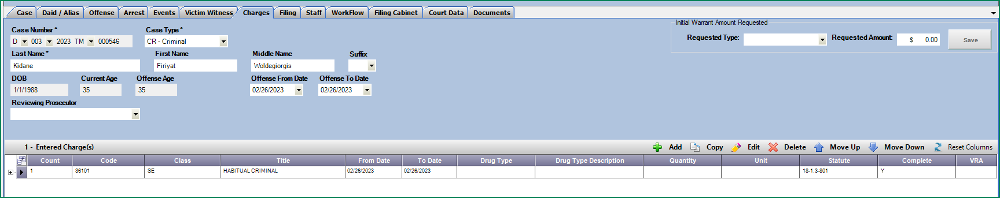 Case Daid / Alias Offense Arrest Events Victim Witness Charges Filing Staff WorkFlow Filing Cabinet Court Data Documents
Initial Warrant Amount Requested
Case Number * Case Type *
Requested Type: Requested Amount: $ 0.00 Save
D 003 2023 TM 000546 CR - Criminal
Last Name * First Name Middle Name Suffix
Kidane Firiyat Woldegiorgis
DOB Current Age Offense Age Offense From Date Offense To Date
1/1/1988 35 35 02/26/2023 02/26/2023
Reviewing Prosecutor
1 - Entered Charge(s) Add Copy Edit Delete Move Up Move Down Reset Columns
Count Code Class Title From Date To Date Drug Type Drug Type Description Quantity Unit Statute Complete VRA
1 36101 SE HABITUAL CRIMINAL 02/26/2023 02/26/2023 18-1.3-801 Y